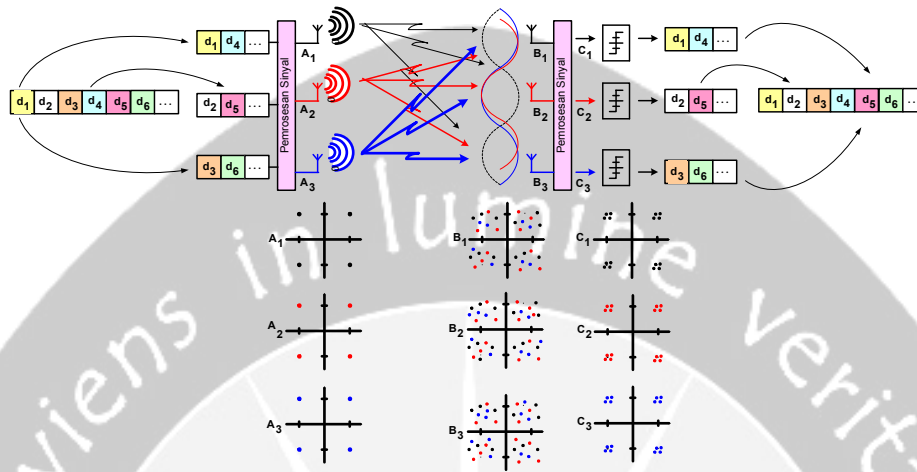 d1 d4 ...
d1 d2 d3 d4 d5 d6 ...
d2 d5 ...
d3 d6 ...
Pemrosesan Sinyal
A1
A2
A3
B1
B2
B3
Pemrosesan Sinyal
C1
C2
C3
d1 d4 ...
d2 d5 ...
d3 d6 ...
d1 d2 d3 d4 d5 d6 ...
A1
B1
C1
A2
B2
C2
A3
B3
C3
viens in lumine verit